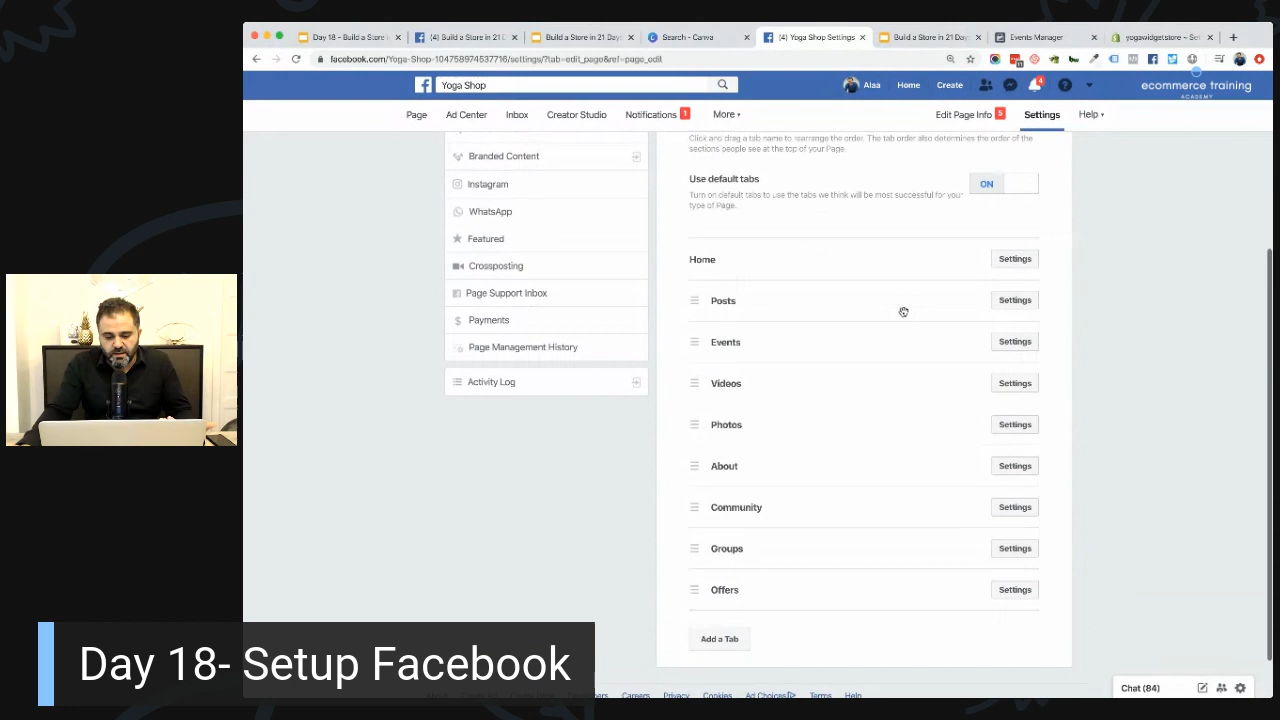 Day 18 - Build a Store in
(4) Build a Store in 21 D
Build a Store in 21 Day
Search - Canva
(4) Yoga Shop Settings
Build a Store in 21 Day
Events Manager
yogawidgetstore ~ Se
facebook.com/Yoga-Shop-104758974537716/settings/?tab=edit_page&ref=page_edit
Yoga Shop
Alaa
Home
Create
4
ecommerce training
ACADEMY
Page
Ad Center
Inbox
Creator Studio
Notifications 1
More
Edit Page Info 5
Settings
Help
Branded Content
Instagram
WhatsApp
Featured
Crossposting
Page Support Inbox
Payments
Page Management History
Activity Log
Click and drag a tab name to rearrange the order. The tab order also determines the order of the
sections people see at the top of your Page.
Use default tabs
ON
Turn on default tabs to use the tabs we think will be most successful for your
type of Page.
Home Settings
Posts Settings
Events Settings
Videos Settings
Photos Settings
About Settings
Community Settings
Groups Settings
Offers Settings
Add a Tab
About
Careers Privacy Cookies Ad Choices Terms Help
Chat (84)
Day 18- Setup Facebook